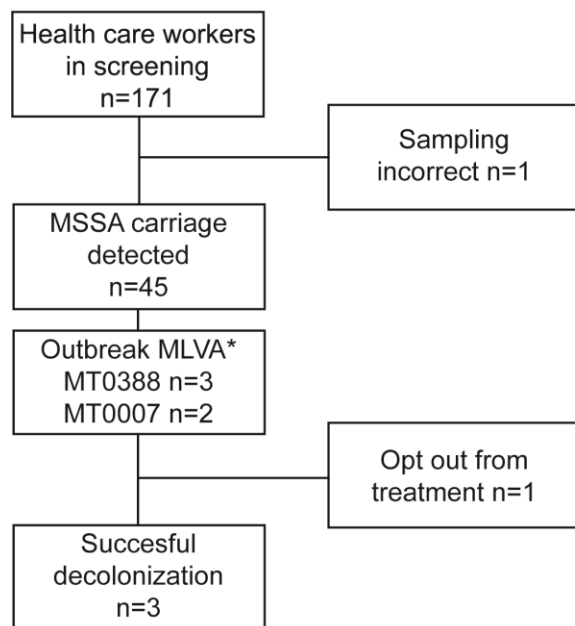 Health care workers
in screening
n=171
Sampling
incorrect n=1
MSSA carriage
detected
n=45
Outbreak MLVA*
MT0388 n=3
MT0007 n=2
Opt out from
treatment n=1
Succesful
decolonization
n=3